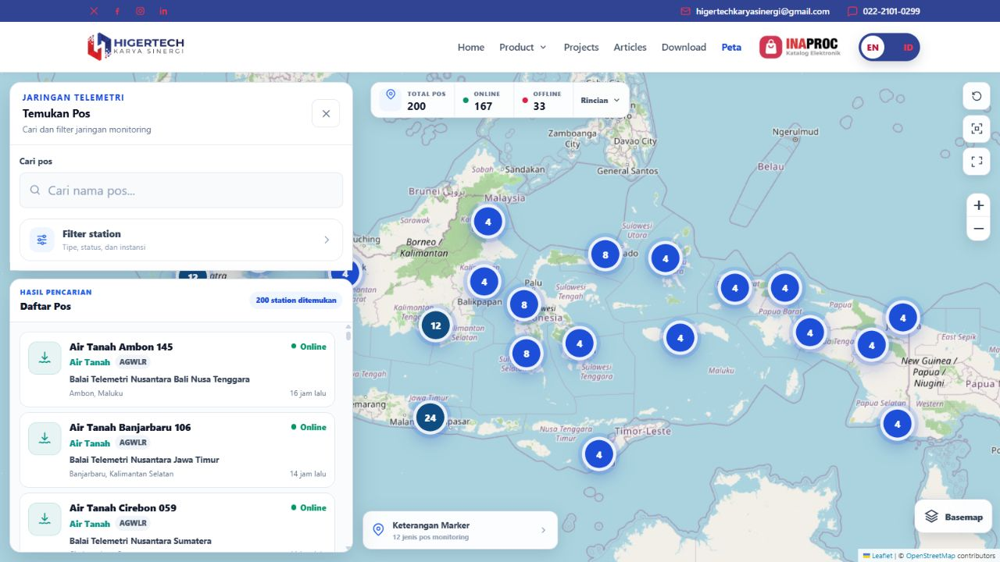 higertechkaryasinergi@gmail.com
022-2101-0299
HIGERTECH
KARYA SINERGI
Home
Product
Projects
Articles
Download
Peta
INAPROC
Katalog Elektronik
EN
ID
JARINGAN TELEMETRI
Temukan Pos
Cari dan filter jaringan monitoring
Cari pos
Cari nama pos...
Filter station
Tipe, status, dan instansi
HASIL PENCARIAN
Daftar Pos
200 station ditemukan
Air Tanah Ambon 145
Online
Air Tanah
AGWLR
Balai Telemetri Nusantara Bali Nusa Tenggara
Ambon, Maluku
16 jam lalu
Air Tanah Banjarbaru 106
Online
Air Tanah
AGWLR
Balai Telemetri Nusantara Jawa Timur
Banjarbaru, Kalimantan Selatan
14 jam lalu
Air Tanah Cirebon 059
Online
Air Tanah
AGWLR
Balai Telemetri Nusantara Sumatera
TOTAL POS
200
ONLINE
167
OFFLINE
33
Rincian
Zamboanga
City
Davao City
General Santos
Ngerulmud
Belau
Sabah
Sandakan
Brunei
Malaysia
Sarawak
Borneo /
Kalimantan
Sulawesi
Utara
Palu
Balikpapan
Sulawesi
Tengah
Papua Barat
Sulawesi
Tenggara
Maluku
East Sepik
New Guinea /
Papua /
Niugini
Papua Selatan
Western
Jawa Timur
Nusa Tenggara
Timur
Timor-Leste
4
8
4
4
8
12
8
4
4
4
4
4
4
4
4
24
4
12
4
Keterangan Marker
12 jenis pos monitoring
Basemap
Leaflet | © OpenStreetMap contributors